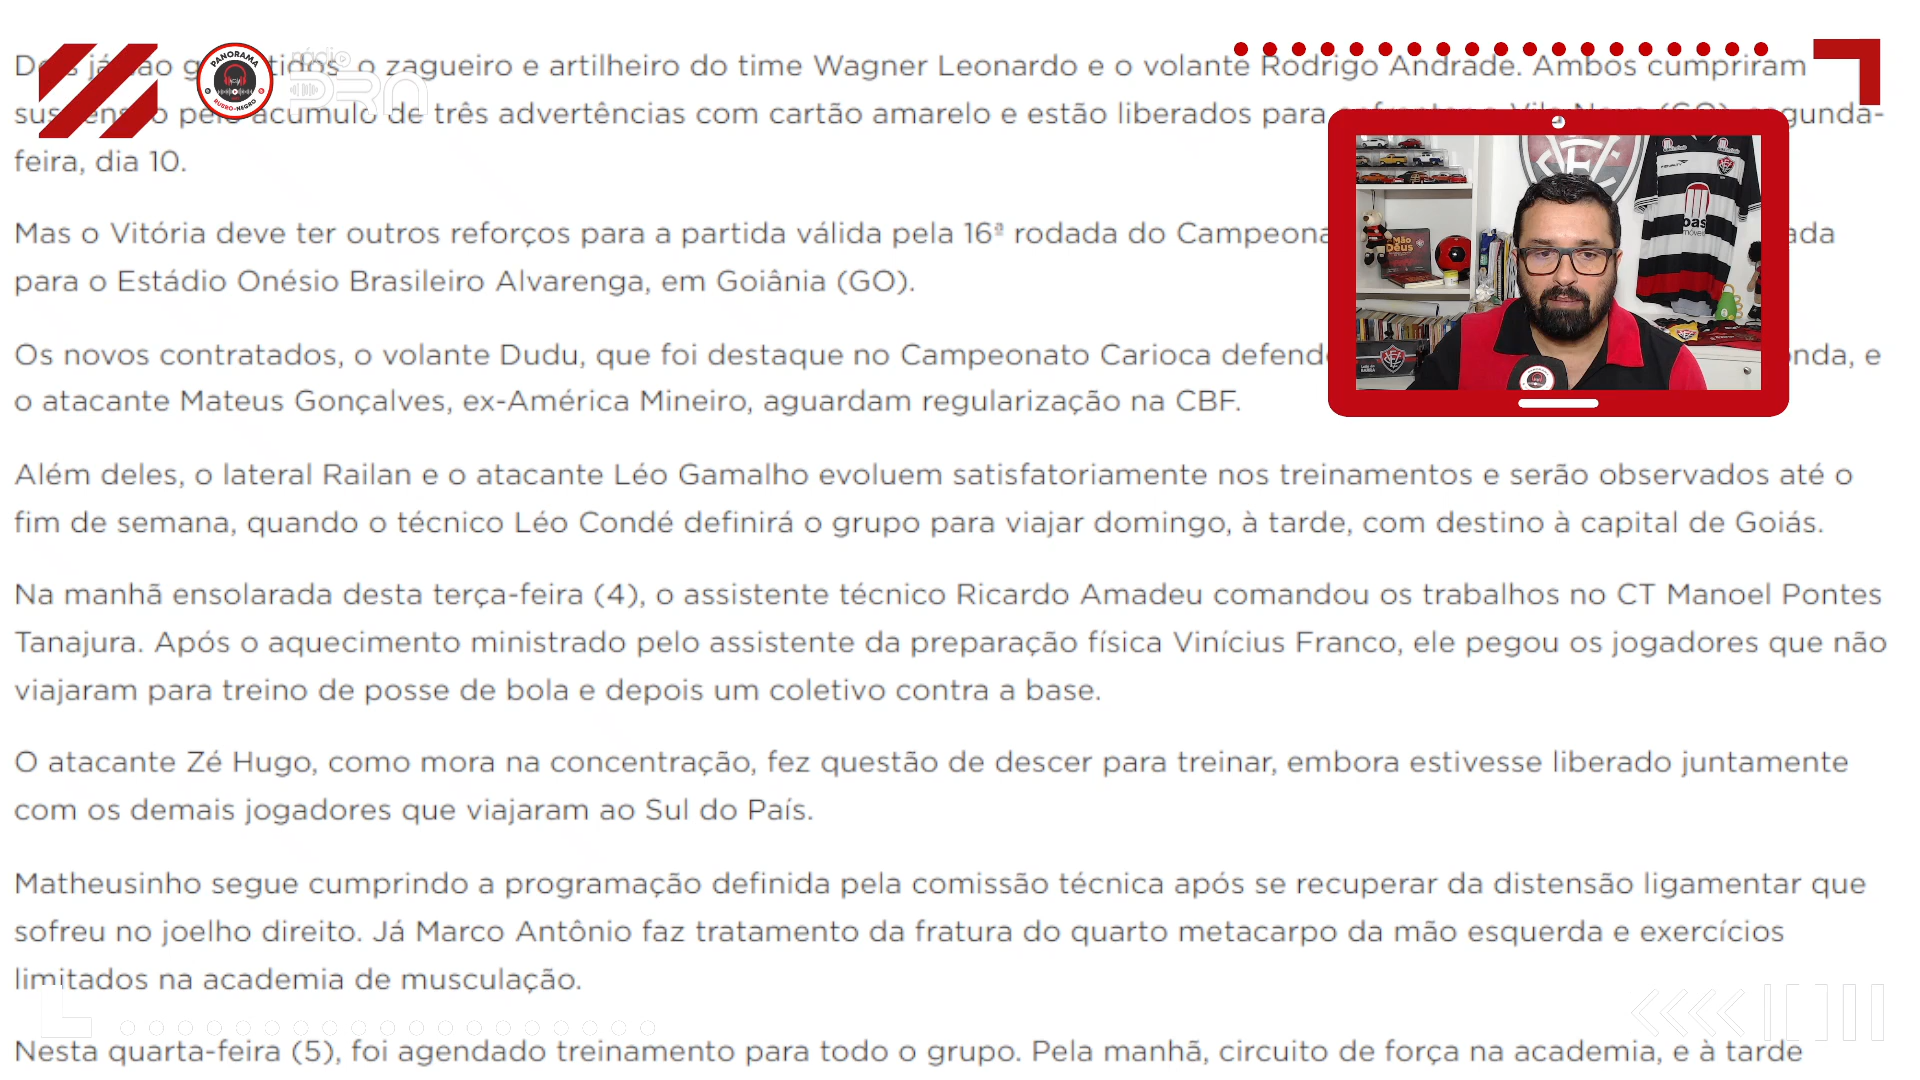 PANORAMA
RUBRO-NEGRO
rádio
PRN
o zagueiro e artilheiro do time Wagner Leonardo e o volante Rodrigo Andrade. Ambos cumpriram
acúmulo de três advertências com cartão amarelo e estão liberados para
feira, dia 10.
Mas o Vitória deve ter outros reforços para a partida válida pela 16ª rodada do
para o Estádio Onésio Brasileiro Alvarenga, em Goiânia (GO).
Os novos contratados, o volante Dudu, que foi destaque no Campeonato Carioca e
o atacante Mateus Gonçalves, ex-América Mineiro, aguardam regularização na CBF.
Além deles, o lateral Railan e o atacante Léo Gamalho evoluem satisfatoriamente nos treinamentos e serão observados até o
fim de semana, quando o técnico Léo Condé definirá o grupo para viajar domingo, à tarde, com destino à capital de Goiás.
Na manhã ensolarada desta terça-feira (4), o assistente técnico Ricardo Amadeu comandou os trabalhos no CT Manoel Pontes
Tanajura. Após o aquecimento ministrado pelo assistente da preparação física Vinícius Franco, ele pegou os jogadores que não
viajaram para treino de posse de bola e depois um coletivo contra a base.
O atacante Zé Hugo, como mora na concentração, fez questão de descer para treinar, embora estivesse liberado juntamente
com os demais jogadores que viajaram ao Sul do País.
Matheusinho segue cumprindo a programação definida pela comissão técnica após se recuperar da distensão ligamentar que
sofreu no joelho direito. Já Marco Antônio faz tratamento da fratura do quarto metacarpo da mão esquerda e exercícios
limitados na academia de musculação.
Nesta quarta-feira (5), foi agendado treinamento para todo o grupo. Pela manhã, circuito de força na academia, e à tarde